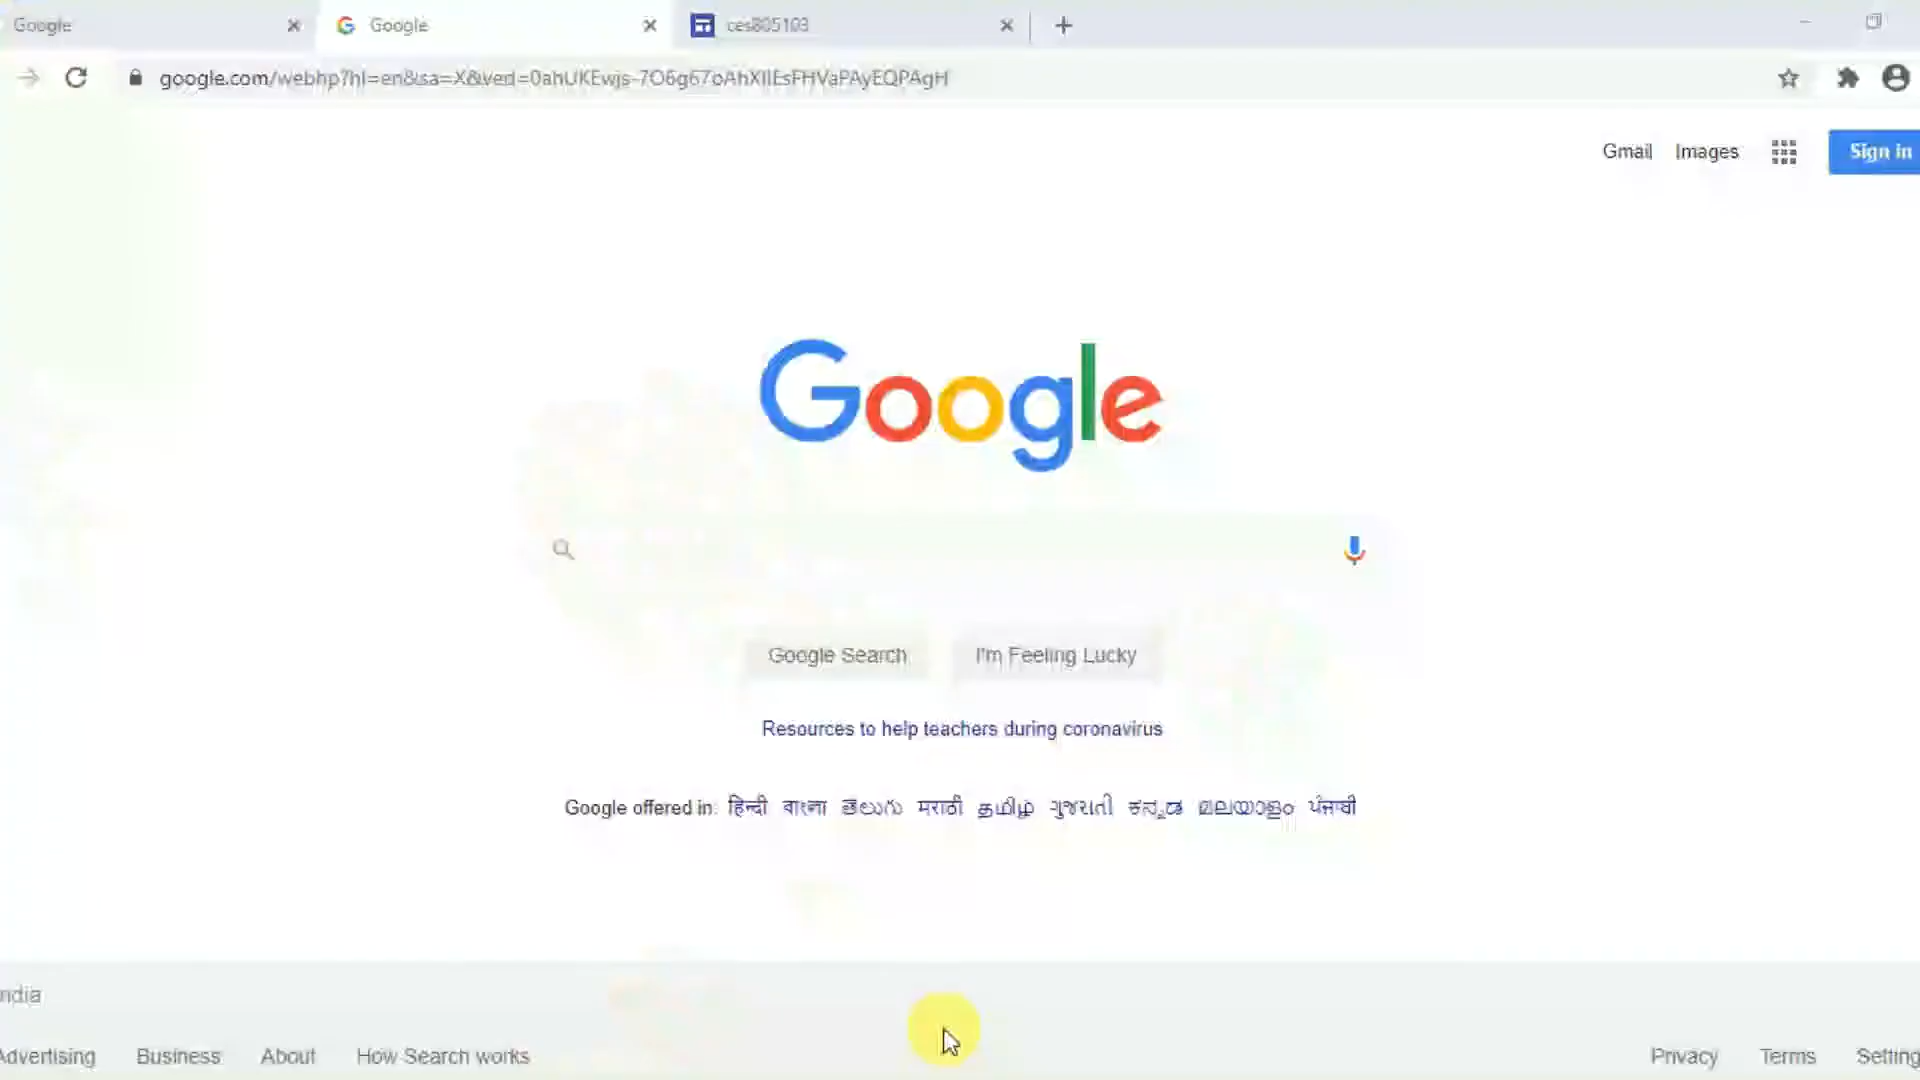 Google
Google
ces805103
google.com/webhp?hl=en&sa=X&ved=0ahUKEwjs-7O6g67oAhXIlEsFHVaPAyEQPAgH
Gmail Images Sign in
Google
Google Search I'm Feeling Lucky
Resources to help teachers during coronavirus
Google offered in: हिन्दी বাংলা తెలుగు मराठी தமிழ் ગુજરાતી ಕನ್ನಡ മലയാളം ਪੰਜਾਬੀ
ndia
Advertising Business About How Search works Privacy Terms Setting